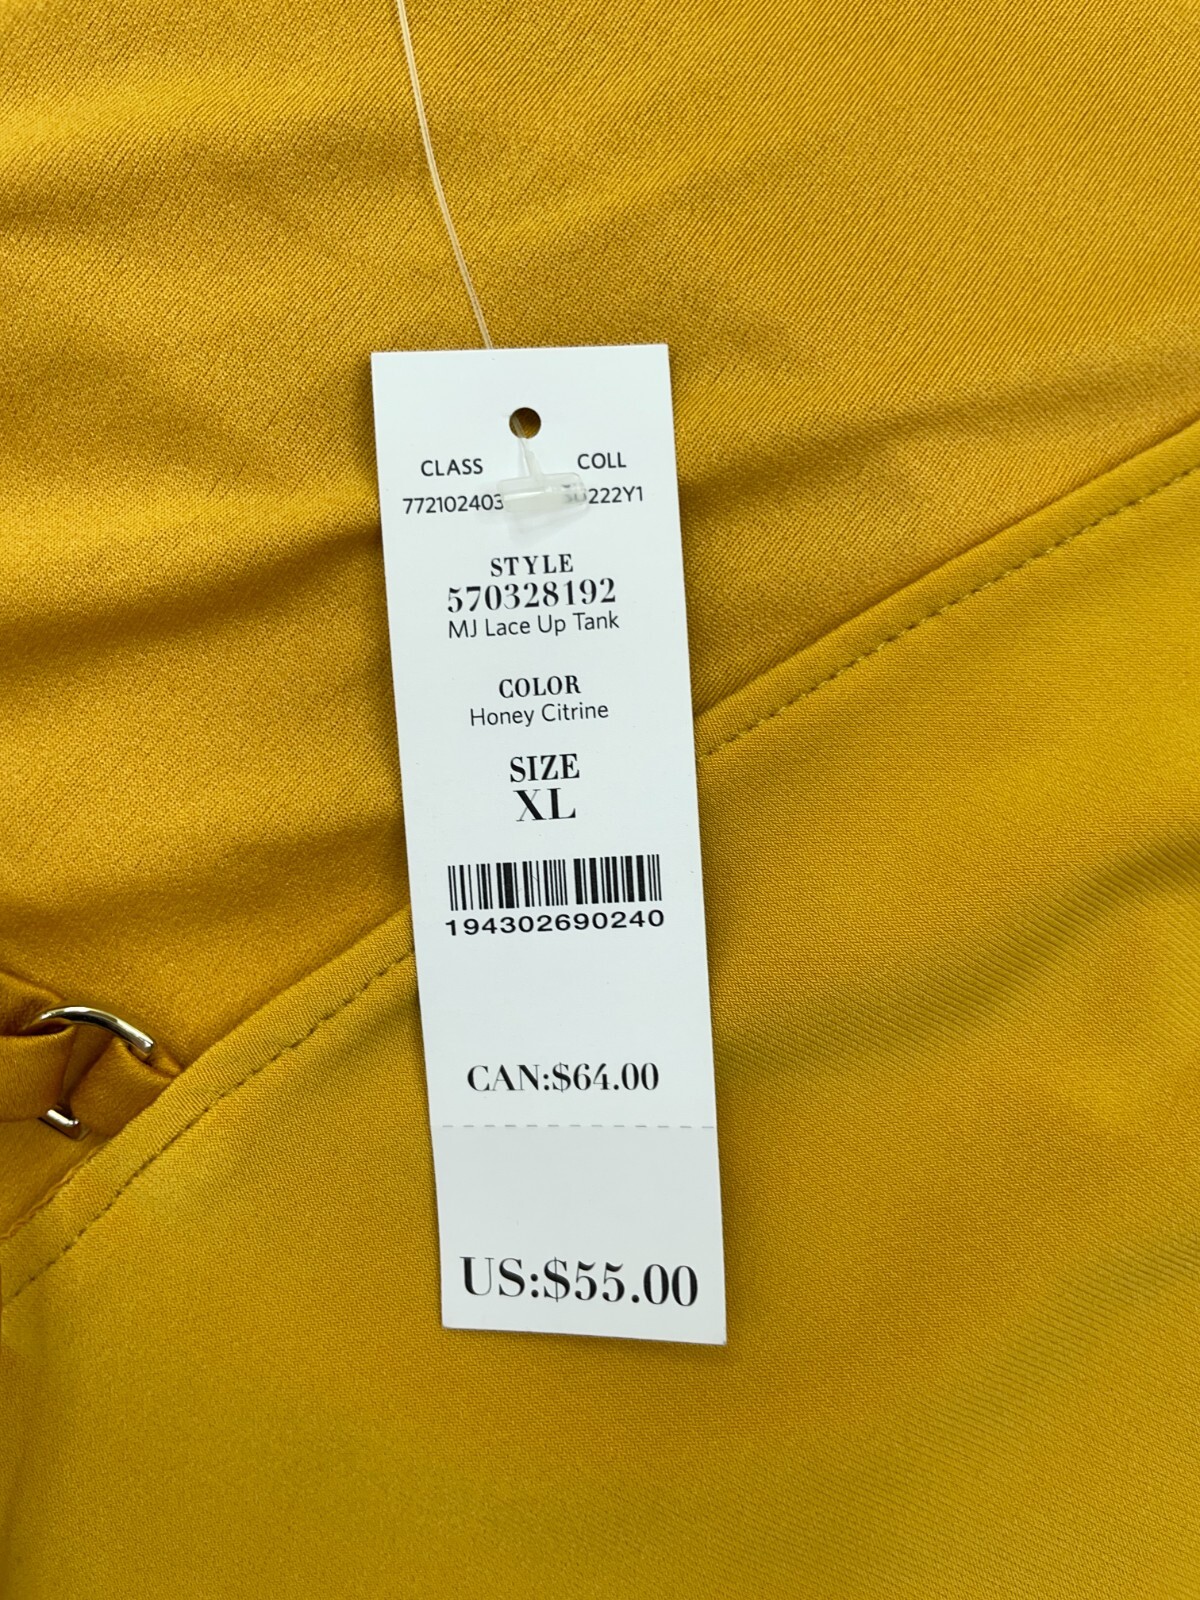 CLASS COLL
772102403 222Y1
STYLE
570328192
MJ Lace Up Tank
COLOR
Honey Citrine
SIZE
XL
194302690240
CAN:$64.00
US:$55.00